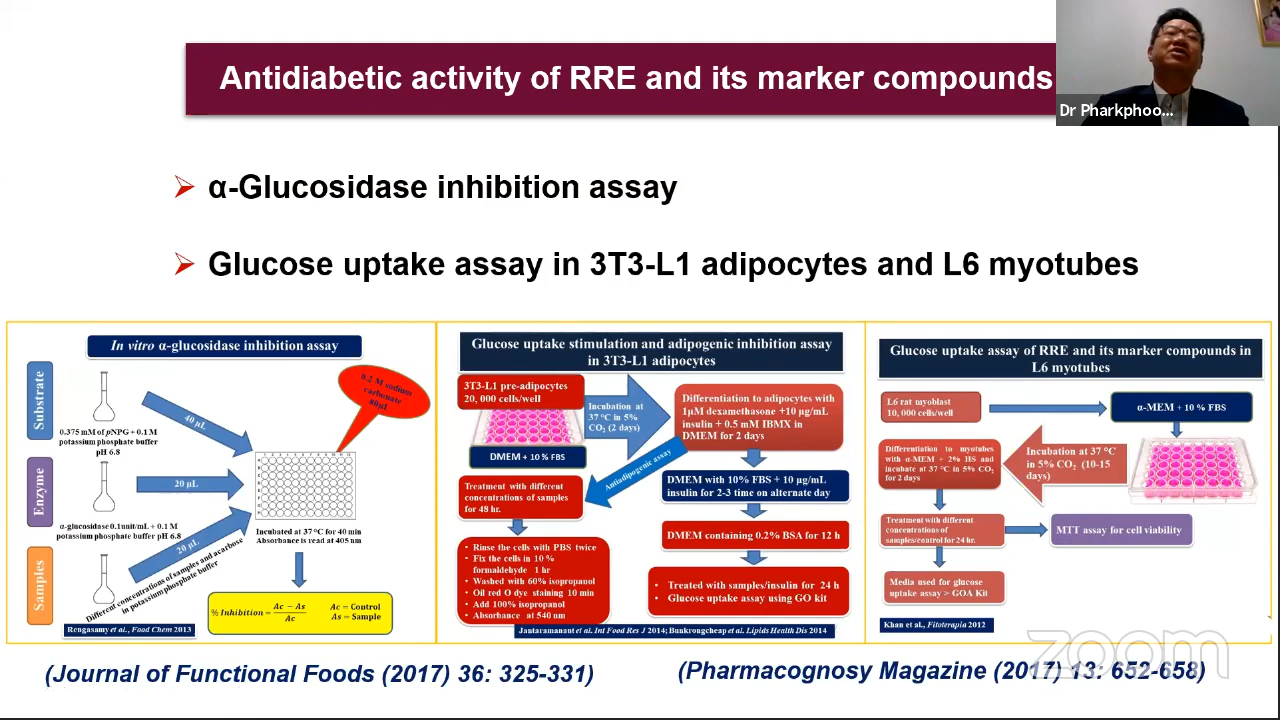 Antidiabetic activity of RRE and its marker compounds
Dr Pharkphoo...
➢ α-Glucosidase inhibition assay
➢ Glucose uptake assay in 3T3-L1 adipocytes and L6 myotubes
In vitro α-glucosidase inhibition assay
Substrate
0.375 mM of pNPG + 0.1 M
potassium phosphate buffer
pH 6.8
40 µL
0.2 M sodium
carbonate
80µl
Enzyme
α-glucosidase 0.1unit/mL + 0.1 M
potassium phosphate buffer pH 6.8
20 µL
Samples
20 µL
Different concentrations of samples and acarbose
in potassium phosphate buffer
Incubated at 37 °C for 40 min
Absorbance is read at 405 nm
% Inhibition = Ac − As / Ac
Ac = Control
As = Sample
Rengasamy et al., Food Chem 2013
Glucose uptake stimulation and adipogenic inhibition assay
in 3T3-L1 adipocytes
3T3-L1 pre-adipocytes
20, 000 cells/well
DMEM + 10 % FBS
Incubation at
37 °C in 5%
CO2 (2 days)
Differentiation to adipocytes with
1µM dexamethasone +10 µg/mL
insulin + 0.5 mM IBMX in
DMEM for 2 days
Antiadipogenic assay
Treatment with different
concentrations of samples
for 48 hr.
• Rinse the cells with PBS twice
• Fix the cells in 10 %
formaldehyde 1 hr
• Washed with 60% isopropanol
• Oil red O dye staining 10 min
• Add 100% isopropanol
• Absorbance at 540 nm
DMEM with 10% FBS + 10 µg/mL
insulin for 2-3 time on alternate day
DMEM containing 0.2% BSA for 12 h
• Treated with samples/insulin for 24 h
• Glucose uptake assay using GO kit
Jantaramanant et al. Int Food Res J 2014; Bunkrongcheap et al. Lipids Health Dis 2014
Glucose uptake assay of RRE and its marker compounds in
L6 myotubes
L6 rat myoblast
10, 000 cells/well
α-MEM + 10 % FBS
Incubation at 37 °C
in 5% CO2 (10-15
days)
Differentiation to myotubes
with α-MEM + 2% HS and
incubate at 37 °C in 5% CO2
for 2 days
Treatment with different
concentrations of
samples/control for 24 hr.
MTT assay for cell viability
Media used for glucose
uptake assay > GOA Kit
Khan et al., Fitoterapia 2012
(Journal of Functional Foods (2017) 36: 325-331)
(Pharmacognosy Magazine (2017) 13: 652-658)
zoom